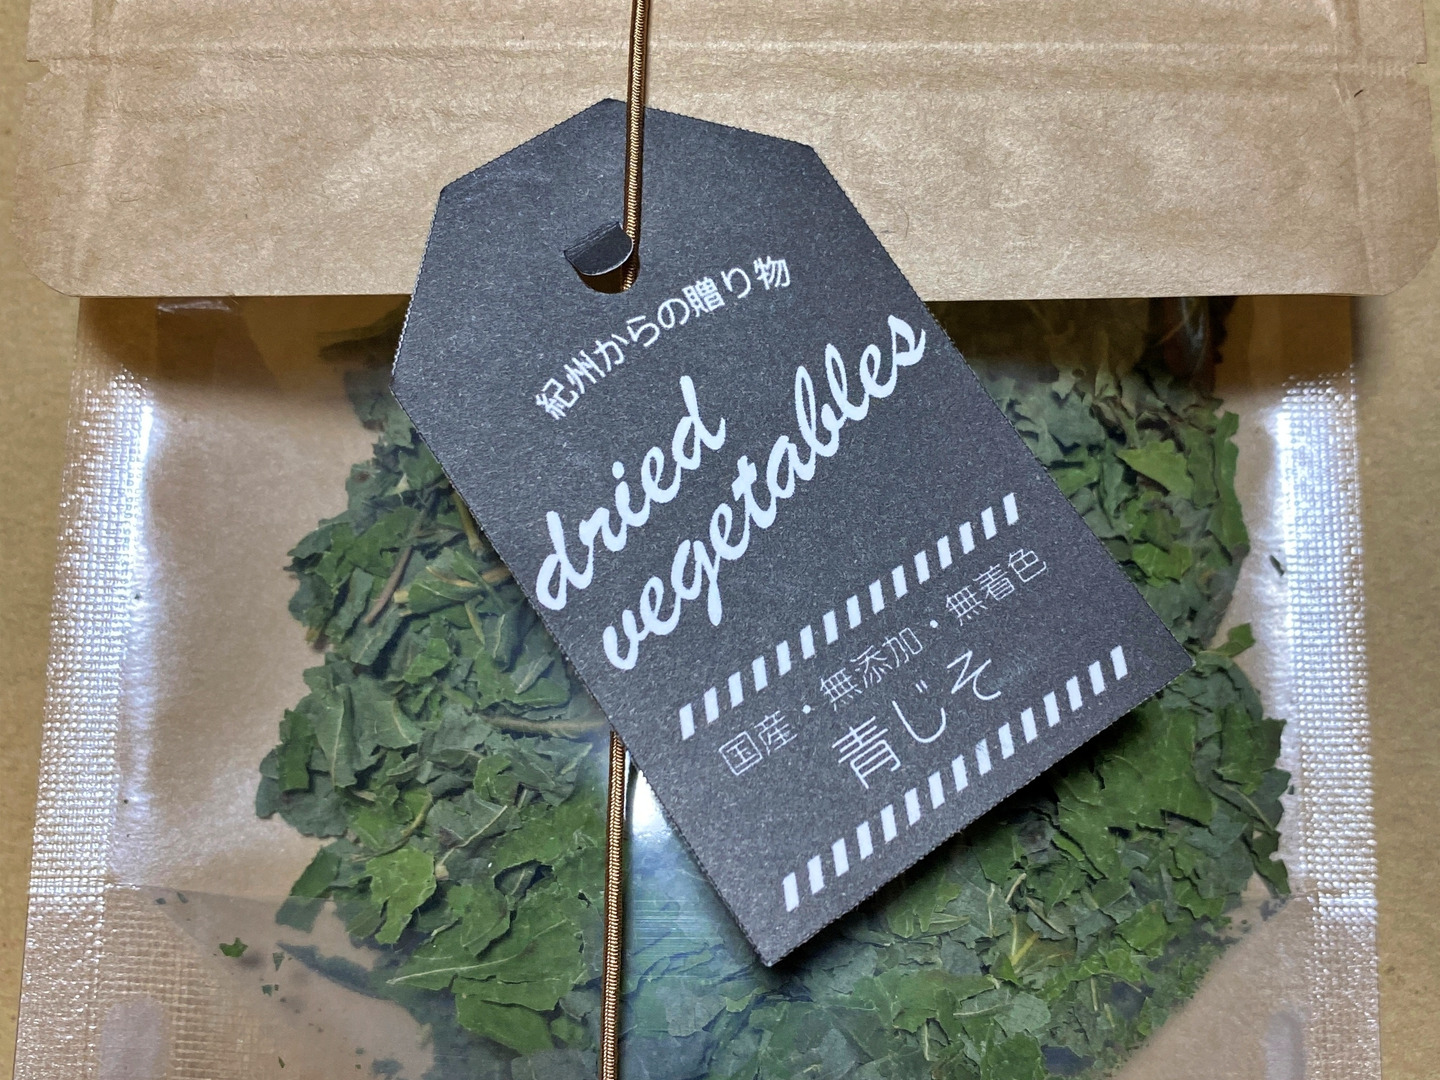 紀州からの贈り物
dried
vegetables
国産・無添加・無着色
青じそ